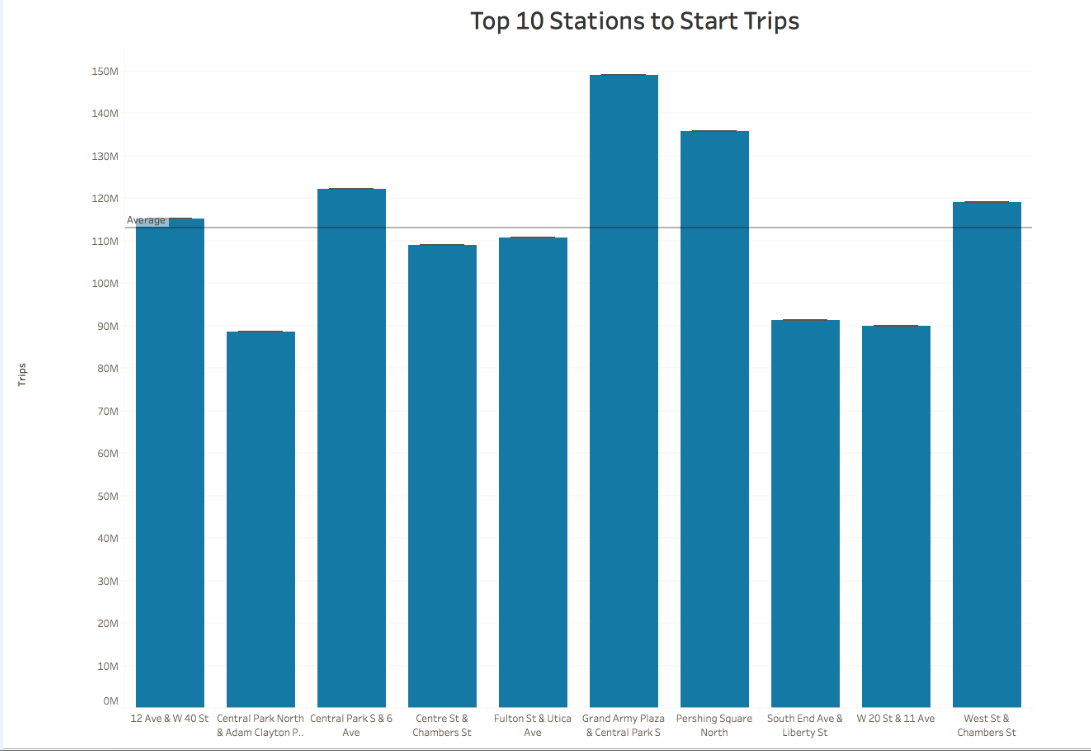 Top 10 Stations to Start Trips
150M
140M
130M
120M
Average
110M
100M
90M
80M
Trips
70M
60M
50M
40M
30M
20M
10M
0M
12 Ave & W 40 St
Central Park North
& Adam Clayton P..
Central Park S & 6
Ave
Centre St &
Chambers St
Fulton St & Utica
Ave
Grand Army Plaza
& Central Park S
Pershing Square
North
South End Ave &
Liberty St
W 20 St & 11 Ave
West St &
Chambers St